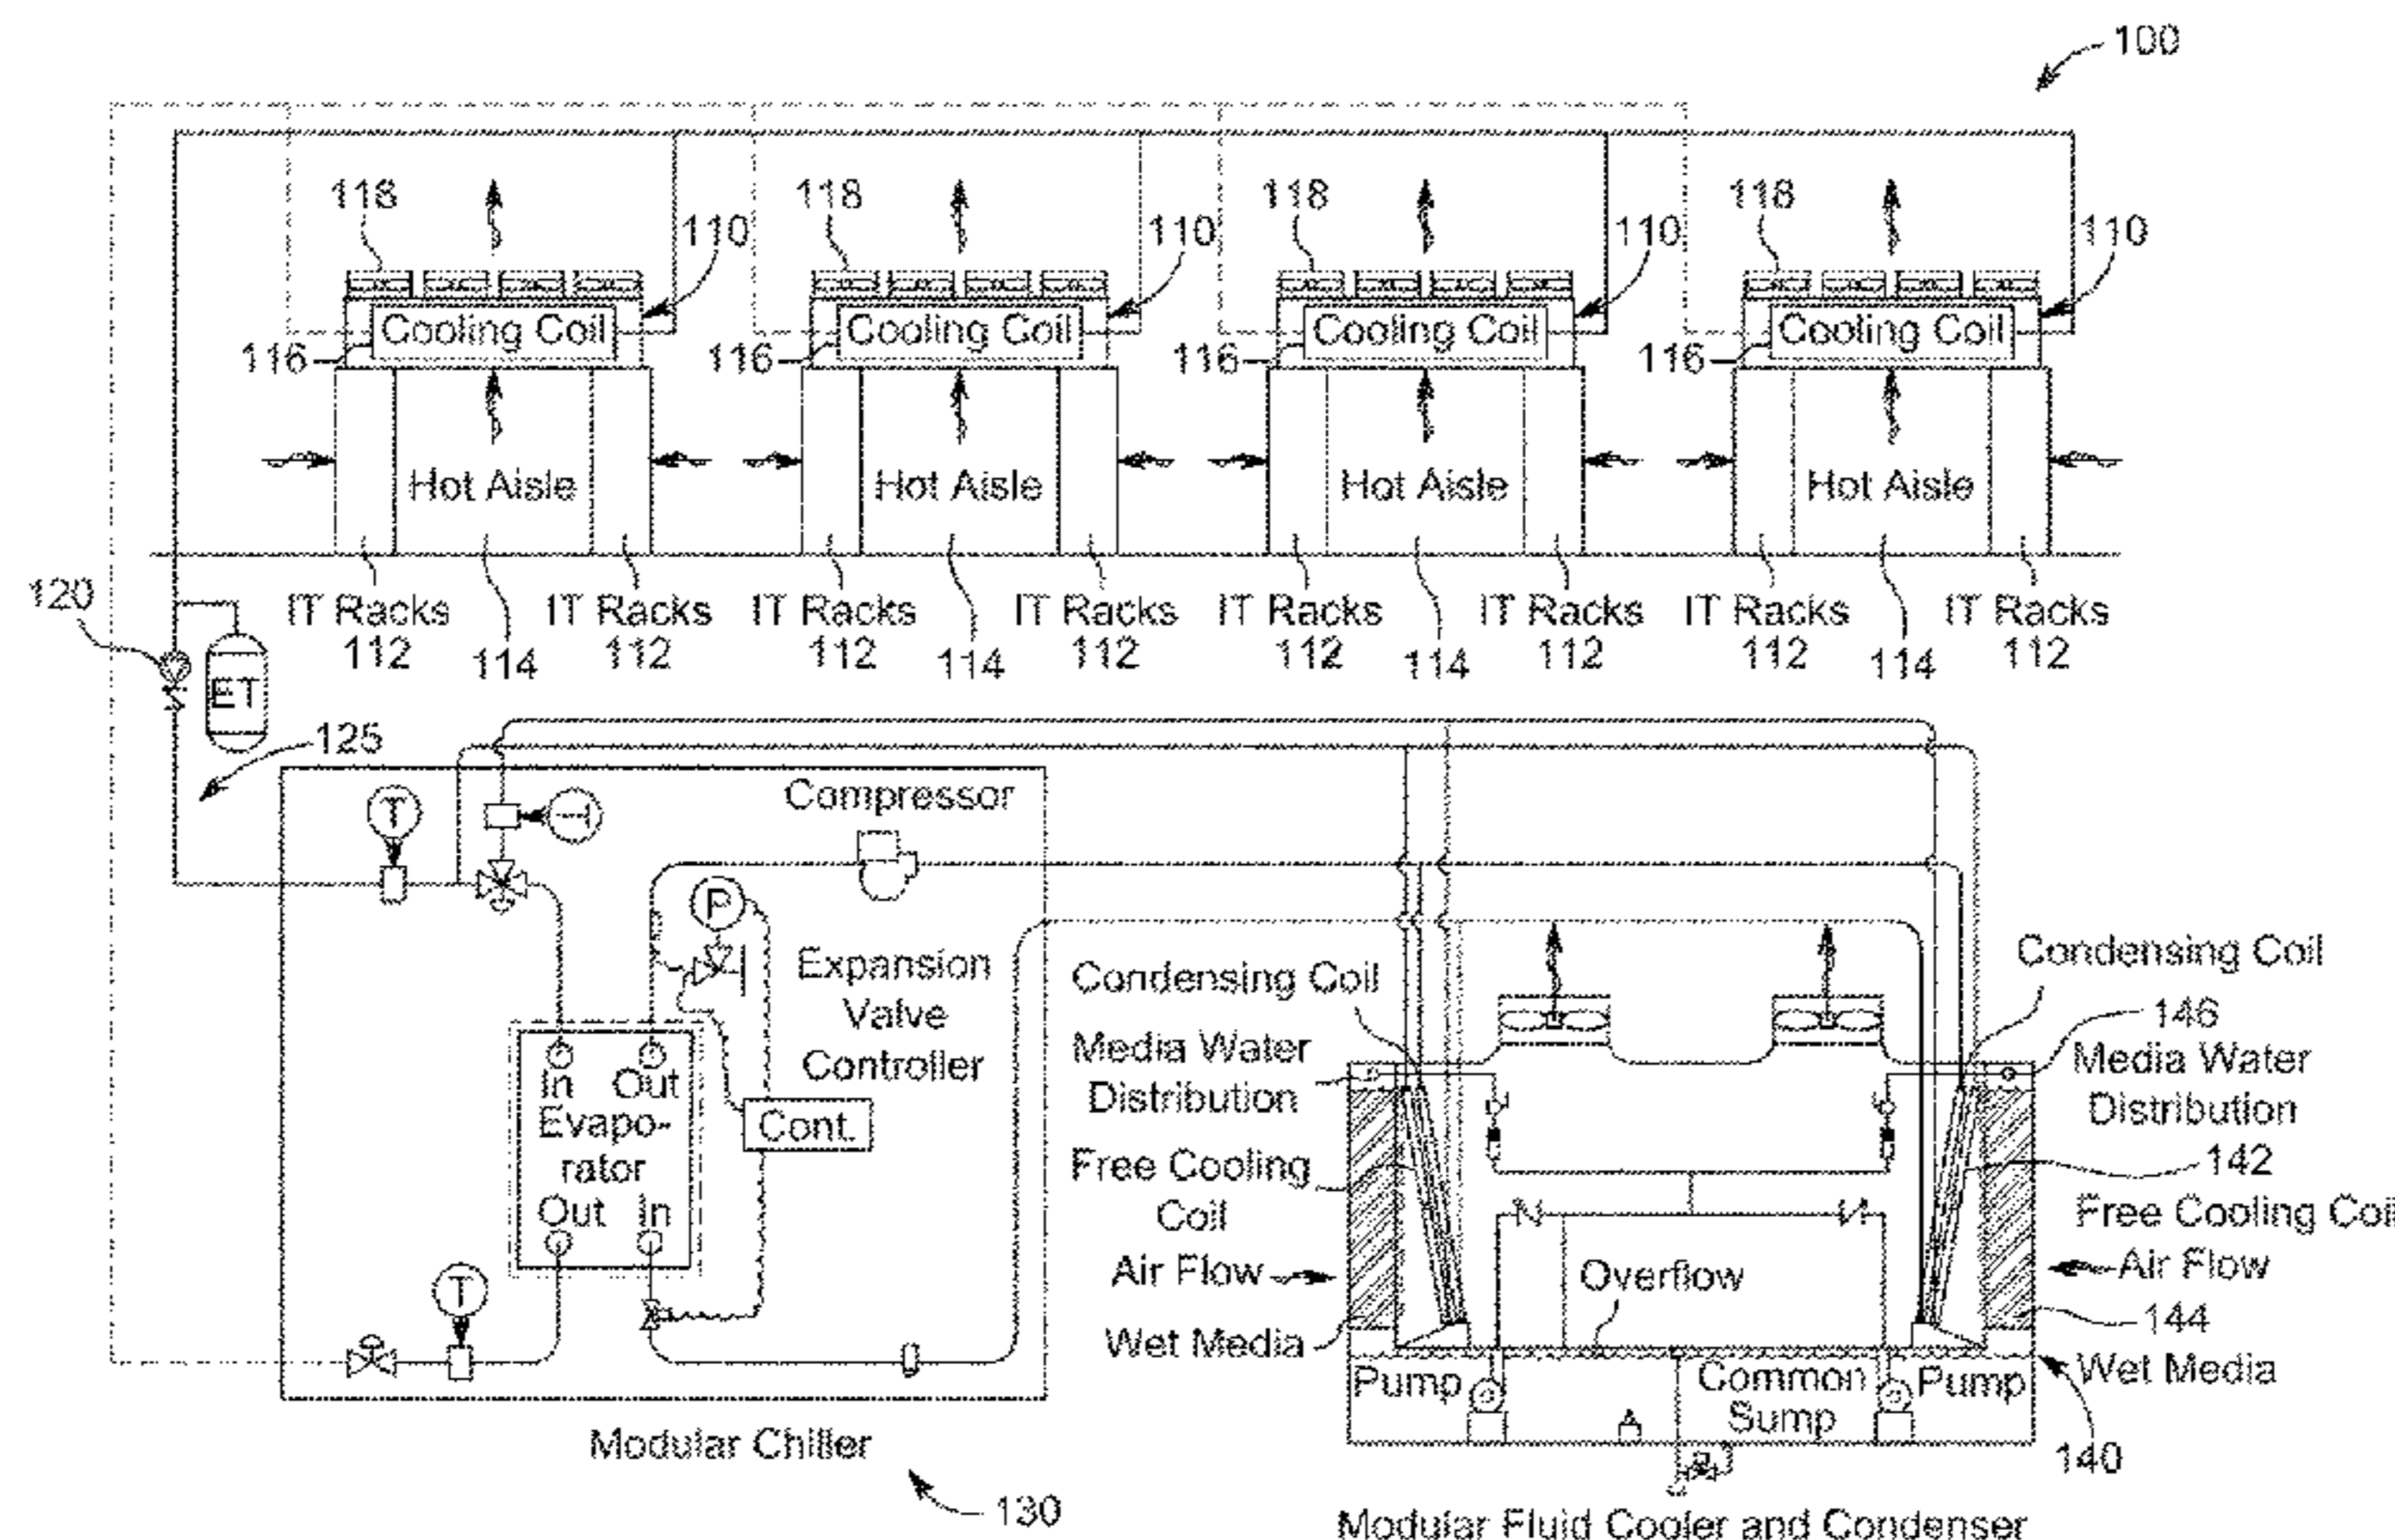 100
118
118
118
118
110
110
110
110
Cooling Coil
Cooling Coil
Cooling Coil
Cooling Coil
116
116
116
116
Hot Aisle
Hot Aisle
Hot Aisle
Hot Aisle
120
IT Racks
112
114
IT Racks
112
IT Racks
112
114
IT Racks
112
IT Racks
112
114
IT Racks
112
IT Racks
112
114
IT Racks
112
ET
125
T
T
Compressor
P
Expansion
Valve
Controller
In
Out
Evapo-
rator
Out
In
Cont.
T
Modular Chiller
130
Condensing Coil
Media Water
Distribution
Free Cooling
Coil
Air Flow
Wet Media
Condensing Coil
146
Media Water
Distribution
142
Free Cooling Coil
Air Flow
144
Wet Media
Overflow
Pump
Common
Sump
Pump
140
Modular Fluid Cooler and Condenser